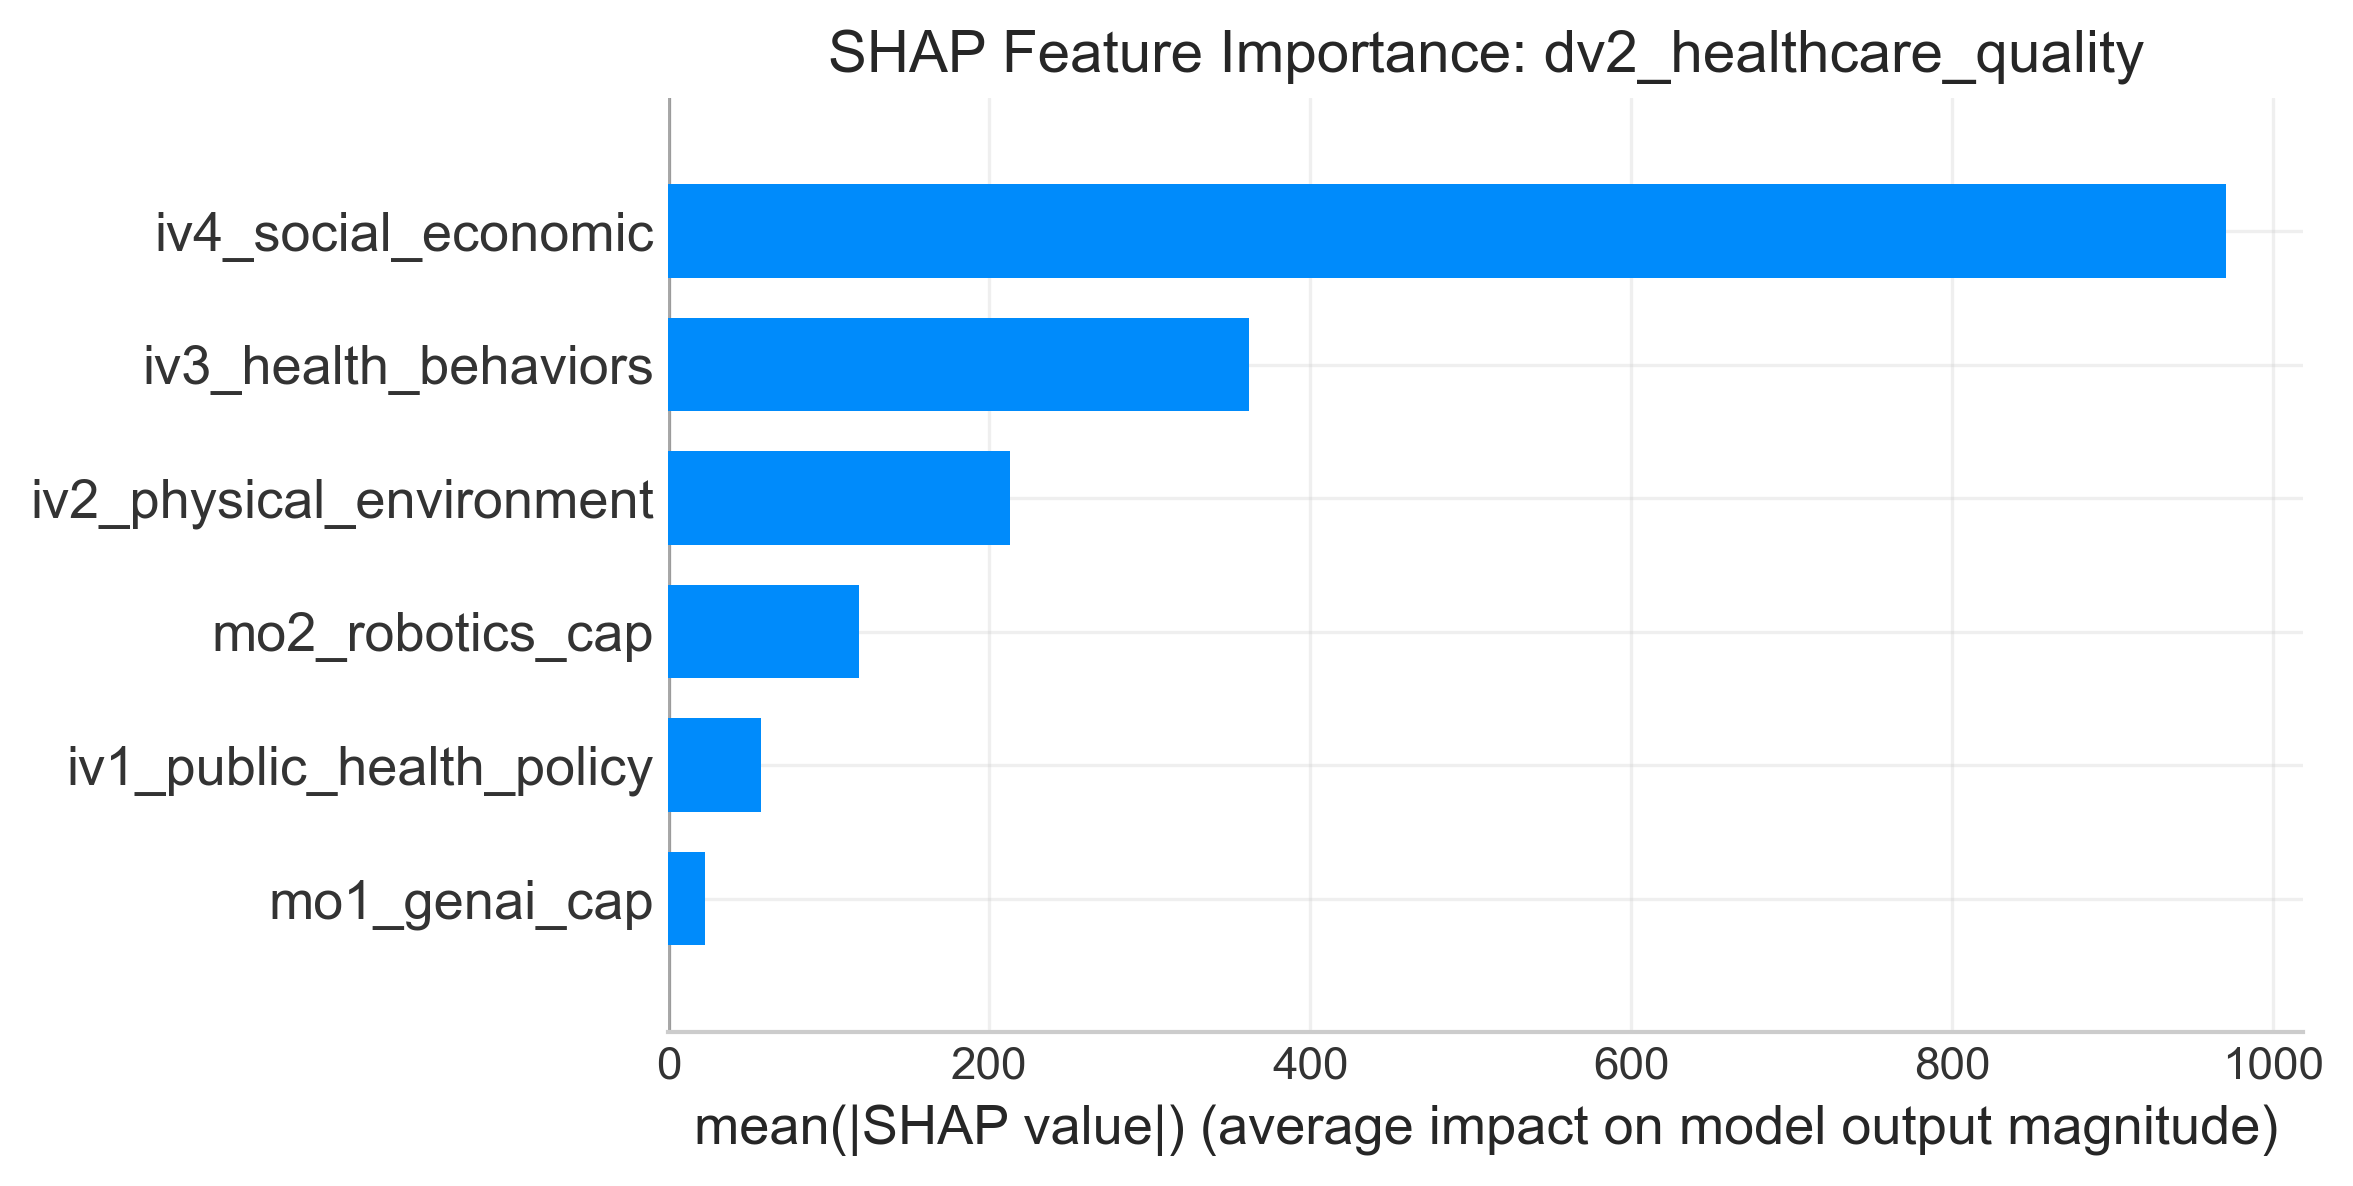 SHAP Feature Importance: dv2_healthcare_quality
iv4_social_economic
iv3_health_behaviors
iv2_physical_environment
mo2_robotics_cap
iv1_public_health_policy
mo1_genai_cap
0 200 400 600 800 1000
mean(|SHAP value|) (average impact on model output magnitude)